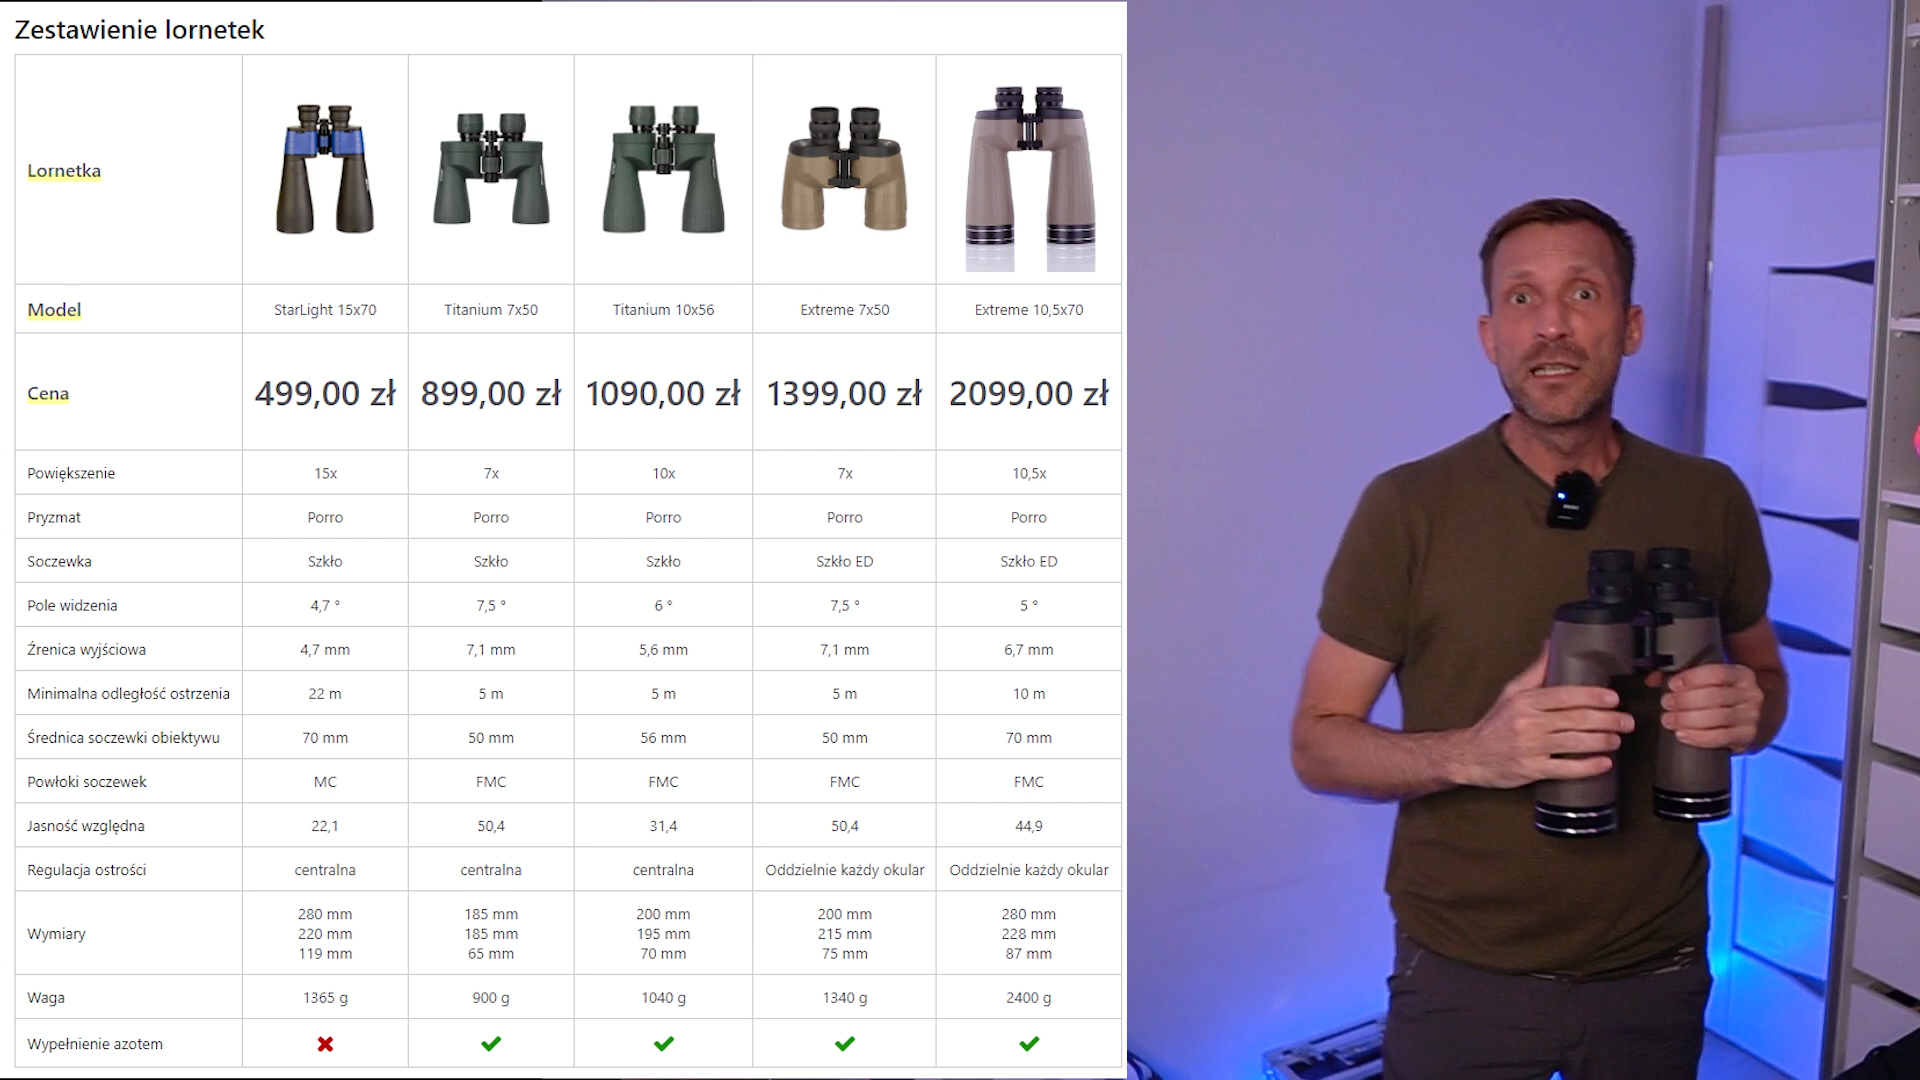 Zestawienie lornetek
Lornetka
Model StarLight 15x70 Titanium 7x50 Titanium 10x56 Extreme 7x50 Extreme 10,5x70
Cena 499,00 zł 899,00 zł 1090,00 zł 1399,00 zł 2099,00 zł
Powiększenie 15x 7x 10x 7x 10,5x
Pryzmat Porro Porro Porro Porro Porro
Soczewka Szkło Szkło Szkło Szkło ED Szkło ED
Pole widzenia 4,7 ° 7,5 ° 6 ° 7,5 ° 5 °
Źrenica wyjściowa 4,7 mm 7,1 mm 5,6 mm 7,1 mm 6,7 mm
Minimalna odległość ostrzenia 22 m 5 m 5 m 5 m 10 m
Średnica soczewki obiektywu 70 mm 50 mm 56 mm 50 mm 70 mm
Powłoki soczewek MC FMC FMC FMC FMC
Jasność względna 22,1 50,4 31,4 50,4 44,9
Regulacja ostrości centralna centralna centralna Oddzielnie każdy okular Oddzielnie każdy okular
280 mm 185 mm 200 mm 200 mm 280 mm
Wymiary 220 mm 185 mm 195 mm 215 mm 228 mm
119 mm 65 mm 70 mm 75 mm 87 mm
Waga 1365 g 900 g 1040 g 1340 g 2400 g
Wypełnienie azotem